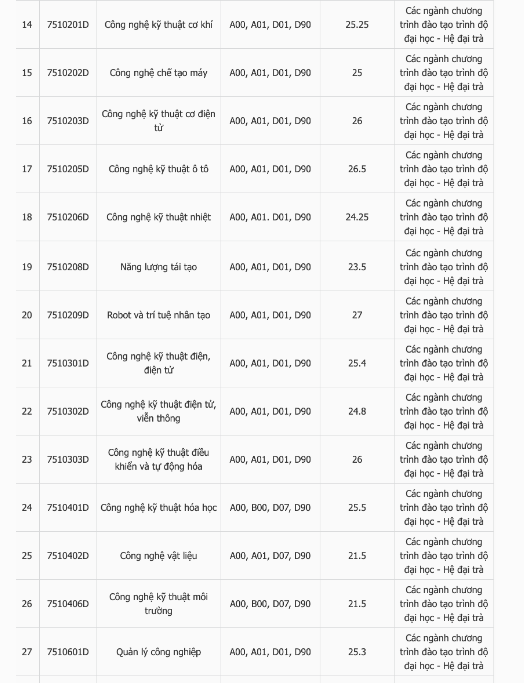 14 7510201D Công nghệ kỹ thuật cơ khí A00, A01, D01, D90 25.25 Các ngành chương
trình đào tạo trình độ
đại học - Hệ đại trà
15 7510202D Công nghệ chế tạo máy A00, A01, D01, D90 25 Các ngành chương
trình đào tạo trình độ
đại học - Hệ đại trà
16 7510203D Công nghệ kỹ thuật cơ điện
tử A00, A01, D01, D90 26 Các ngành chương
trình đào tạo trình độ
đại học - Hệ đại trà
17 7510205D Công nghệ kỹ thuật ô tô A00, A01, D01, D90 26.5 Các ngành chương
trình đào tạo trình độ
đại học - Hệ đại trà
18 7510206D Công nghệ kỹ thuật nhiệt A00, A01. D01, D90 24.25 Các ngành chương
trình đào tạo trình độ
đại học - Hệ đại trà
19 7510208D Năng lượng tái tạo A00, A01, D01, D90 23.5 Các ngành chương
trình đào tạo trình độ
đại học - Hệ đại trà
20 7510209D Robot và trí tuệ nhân tạo A00, A01, D01, D90 27 Các ngành chương
trình đào tạo trình độ
đại học - Hệ đại trà
21 7510301D Công nghệ kỹ thuật điện,
điện tử A00, A01, D01, D90 25.4 Các ngành chương
trình đào tạo trình độ
đại học - Hệ đại trà
22 7510302D Công nghệ kỹ thuật điện tử,
viễn thông A00, A01, D01, D90 24.8 Các ngành chương
trình đào tạo trình độ
đại học - Hệ đại trà
23 7510303D Công nghệ kỹ thuật điều
khiển và tự động hóa A00, A01, D01, D90 26 Các ngành chương
trình đào tạo trình độ
đại học - Hệ đại trà
24 7510401D Công nghệ kỹ thuật hóa học A00, B00, D07, D90 25.5 Các ngành chương
trình đào tạo trình độ
đại học - Hệ đại trà
25 7510402D Công nghệ vật liệu A00, A01, D07, D90 21.5 Các ngành chương
trình đào tạo trình độ
đại học - Hệ đại trà
26 7510406D Công nghệ kỹ thuật môi
trường A00, B00, D07, D90 21.5 Các ngành chương
trình đào tạo trình độ
đại học - Hệ đại trà
27 7510601D Quản lý công nghiệp A00, A01, D01, D90 25.3 Các ngành chương
trình đào tạo trình độ
đại học - Hệ đại trà